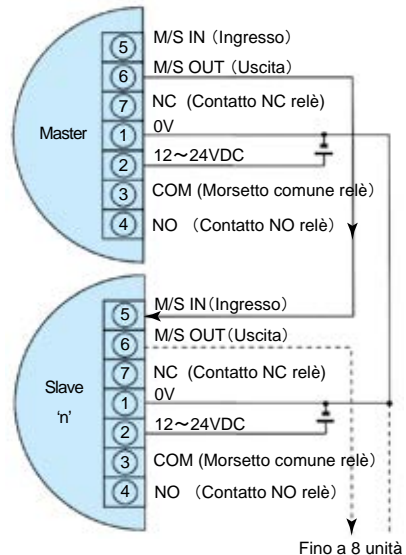 5 M/S IN (Ingresso)
6 M/S OUT (Uscita)
7 NC (Contatto NC relè)
Master
1 0V
2 12～24VDC
3 COM (Morsetto comune relè)
4 NO (Contatto NO relè)
5 M/S IN (Ingresso)
6 M/S OUT (Uscita)
7 NC (Contatto NC relè)
Slave
'n'
1 0V
2 12～24VDC
3 COM (Morsetto comune relè)
4 NO (Contatto NO relè)
Fino a 8 unità